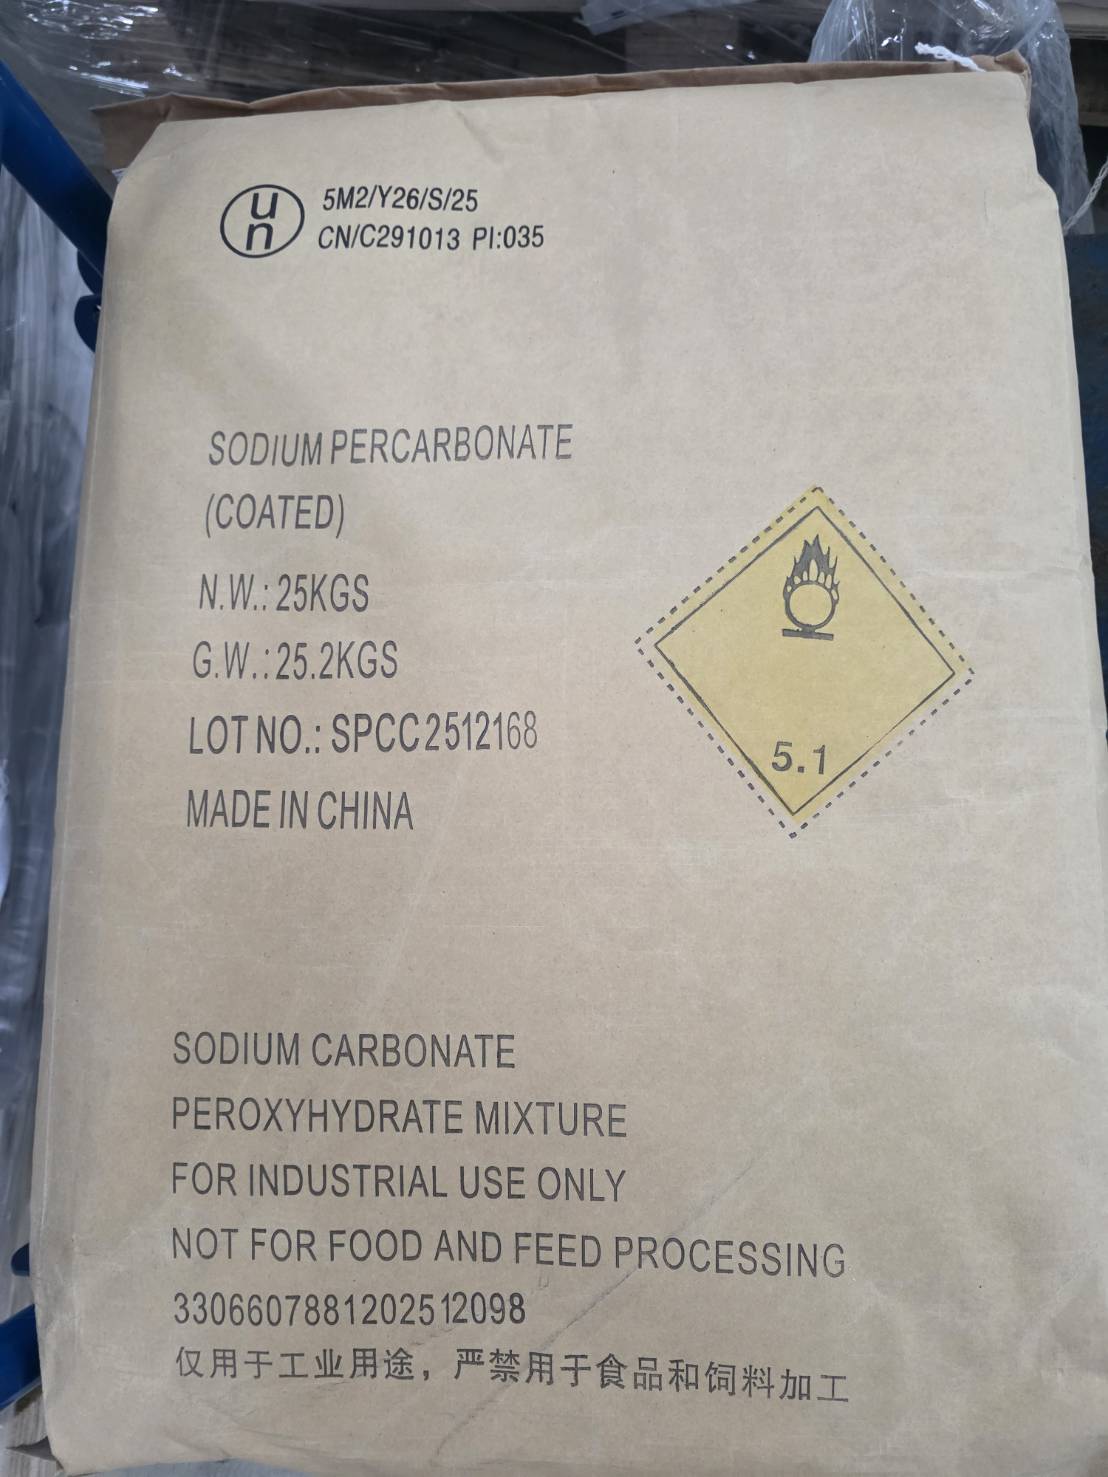 un
5M2/Y26/S/25
CN/C291013 PI:035
SODIUM PERCARBONATE
(COATED)
N.W.: 25KGS
G.W.: 25.2KGS
LOT NO.: SPCC2512168
MADE IN CHINA
5.1
SODIUM CARBONATE
PEROXYHYDRATE MIXTURE
FOR INDUSTRIAL USE ONLY
NOT FOR FOOD AND FEED PROCESSING
3306607881202512098
仅用于工业用途，严禁用于食品和饲料加工